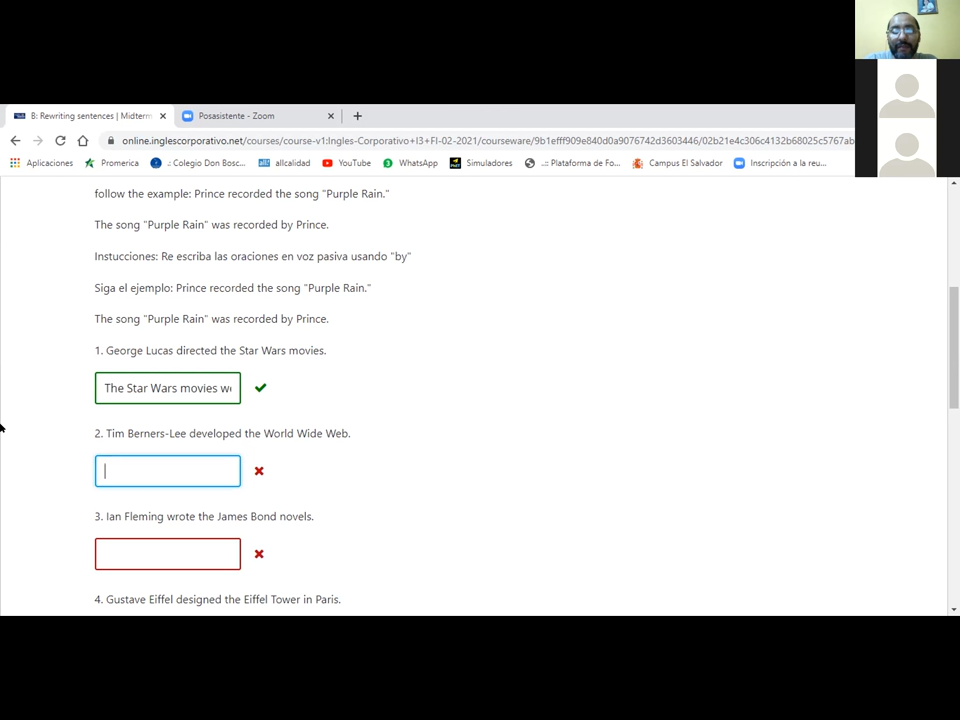 B: Rewriting sentences | Midterm
Posasistente - Zoom
online.inglescorporativo.net/courses/course-v1:Ingles-Corporativo+I3+FI-02-2021/courseware/9b1efff909e840d0a9076742d3603446/02b21e4c306c4132b68025c5767ab
Aplicaciones
Promerica
.: Colegio Don Bosc...
allcalidad
YouTube
WhatsApp
Simuladores
.:: Plataforma de Fo...
Campus El Salvador
Inscripción a la reu...
follow the example: Prince recorded the song "Purple Rain."
The song "Purple Rain" was recorded by Prince.
Instucciones: Re escriba las oraciones en voz pasiva usando "by"
Siga el ejemplo: Prince recorded the song "Purple Rain."
The song "Purple Rain" was recorded by Prince.
1. George Lucas directed the Star Wars movies.
The Star Wars movies we
2. Tim Berners-Lee developed the World Wide Web.
3. Ian Fleming wrote the James Bond novels.
4. Gustave Eiffel designed the Eiffel Tower in Paris.